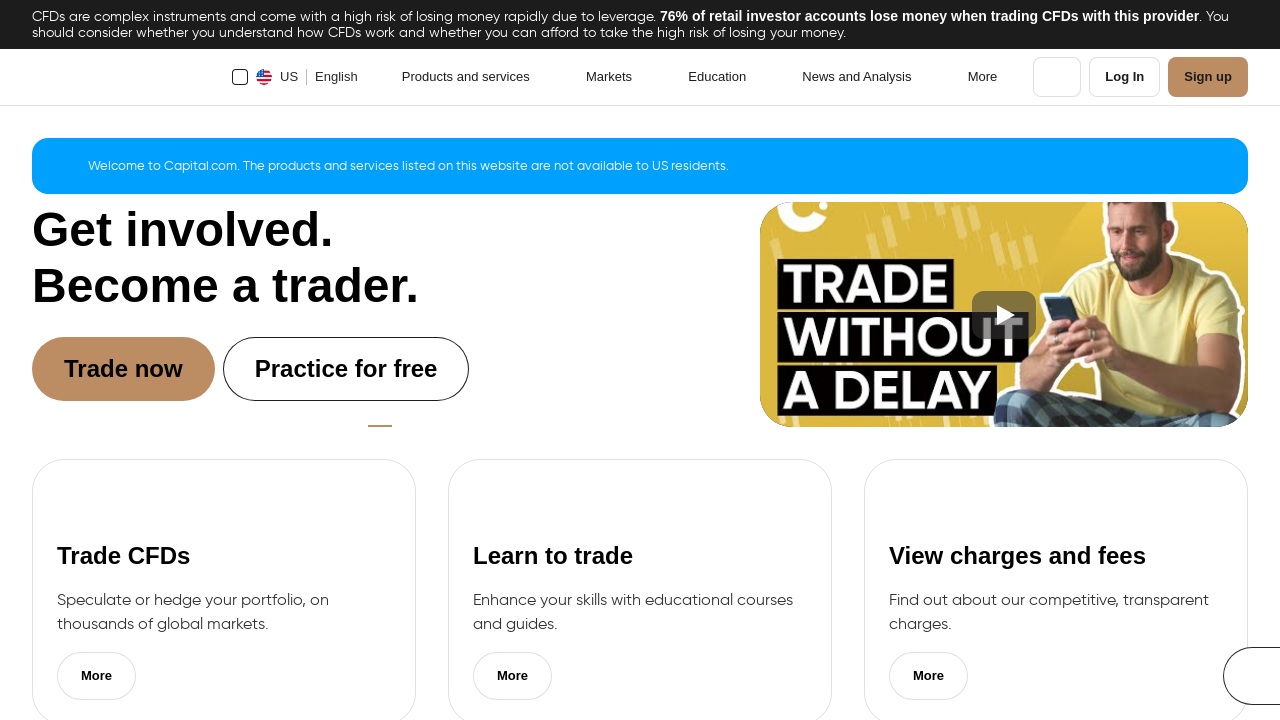 CFDs are complex instruments and come with a high risk of losing money rapidly due to leverage. 76% of retail investor accounts lose money when trading CFDs with this provider. You
should consider whether you understand how CFDs work and whether you can afford to take the high risk of losing your money.
US English Products and services Markets Education News and Analysis More Log In Sign up
Welcome to Capital.com. The products and services listed on this website are not available to US residents.
Get involved.
Become a trader.
Trade now Practice for free
TRADE
WITHOUT
A DELAY
Trade CFDs
Speculate or hedge your portfolio, on
thousands of global markets.
More
Learn to trade
Enhance your skills with educational courses
and guides.
More
View charges and fees
Find out about our competitive, transparent
charges.
More